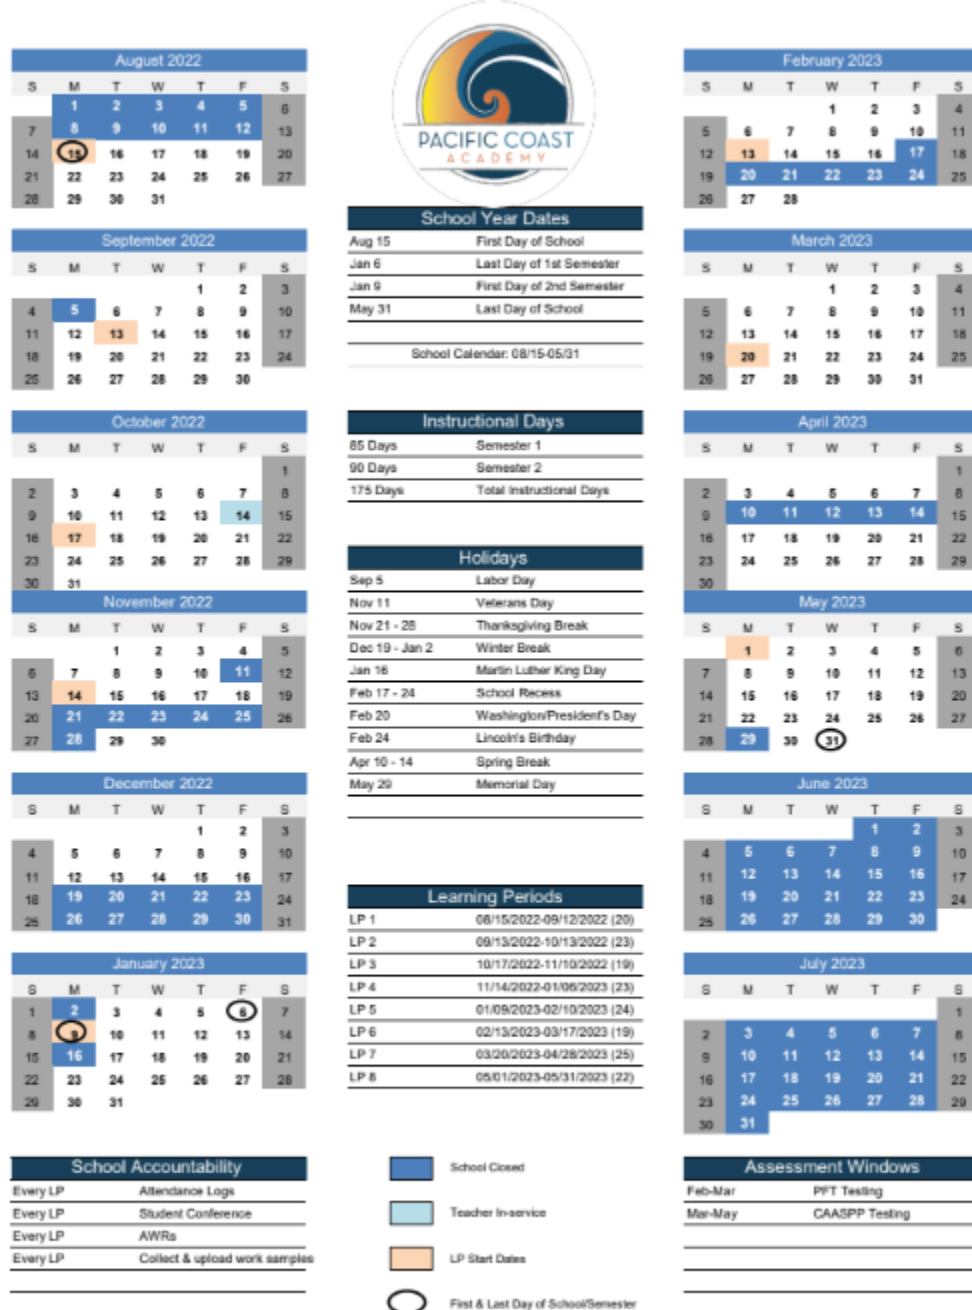 August 2022
S M T W T F S
1 2 3 4 5 6
7 8 9 10 11 12 13
14 15 16 17 18 19 20
21 22 23 24 25 26 27
28 29 30 31
September 2022
S M T W T F S
1 2 3
4 5 6 7 8 9 10
11 12 13 14 15 16 17
18 19 20 21 22 23 24
25 26 27 28 29 30
October 2022
S M T W T F S
1
2 3 4 5 6 7 8
9 10 11 12 13 14 15
16 17 18 19 20 21 22
23 24 25 26 27 28 29
30 31
November 2022
S M T W T F S
1 2 3 4 5
6 7 8 9 10 11 12
13 14 15 16 17 18 19
20 21 22 23 24 25 26
27 28 29 30
December 2022
S M T W T F S
1 2 3
4 5 6 7 8 9 10
11 12 13 14 15 16 17
18 19 20 21 22 23 24
25 26 27 28 29 30 31
January 2023
S M T W T F S
1 2 3 4 5 6 7
8 9 10 11 12 13 14
15 16 17 18 19 20 21
22 23 24 25 26 27 28
29 30 31
School Accountability
Every LP Attendance Logs
Every LP Student Conference
Every LP AWRs
Every LP Collect & upload work samples
PACIFIC COAST
ACADEMY
School Year Dates
Aug 15 First Day of School
Jan 6 Last Day of 1st Semester
Jan 9 First Day of 2nd Semester
May 31 Last Day of School
School Calendar: 08/15-05/31
Instructional Days
85 Days Semester 1
90 Days Semester 2
175 Days Total Instructional Days
Holidays
Sep 5 Labor Day
Nov 11 Veterans Day
Nov 21 - 28 Thanksgiving Break
Dec 19 - Jan 2 Winter Break
Jan 16 Martin Luther King Day
Feb 17 - 24 School Recess
Feb 20 Washington/President's Day
Feb 24 Lincoln's Birthday
Apr 10 - 14 Spring Break
May 29 Memorial Day
Learning Periods
LP 1 08/15/2022-09/12/2022 (20)
LP 2 09/13/2022-10/13/2022 (23)
LP 3 10/17/2022-11/10/2022 (19)
LP 4 11/14/2022-01/06/2023 (23)
LP 5 01/09/2023-02/10/2023 (24)
LP 6 02/13/2023-03/17/2023 (19)
LP 7 03/20/2023-04/28/2023 (25)
LP 8 05/01/2023-05/31/2023 (22)
School Closed
Teacher In-service
LP Start Dates
First & Last Day of School/Semester
February 2023
S M T W T F S
1 2 3 4
5 6 7 8 9 10 11
12 13 14 15 16 17 18
19 20 21 22 23 24 25
26 27 28
March 2023
S M T W T F S
1 2 3 4
5 6 7 8 9 10 11
12 13 14 15 16 17 18
19 20 21 22 23 24 25
26 27 28 29 30 31
April 2023
S M T W T F S
1
2 3 4 5 6 7 8
9 10 11 12 13 14 15
16 17 18 19 20 21 22
23 24 25 26 27 28 29
30
May 2023
S M T W T F S
1 2 3 4 5 6
7 8 9 10 11 12 13
14 15 16 17 18 19 20
21 22 23 24 25 26 27
28 29 30 31
June 2023
S M T W T F S
1 2 3
4 5 6 7 8 9 10
11 12 13 14 15 16 17
18 19 20 21 22 23 24
25 26 27 28 29 30
July 2023
S M T W T F S
1
2 3 4 5 6 7 8
9 10 11 12 13 14 15
16 17 18 19 20 21 22
23 24 25 26 27 28 29
30 31
Assessment Windows
Feb-Mar PFT Testing
Mar-May CAASPP Testing